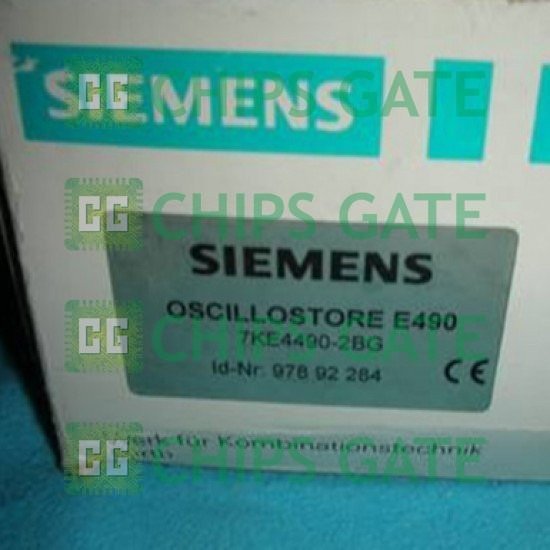 SIEMENS
CHIPS GATE
CHIPS GATE
SIEMENS
OSCILLOSTORE E490
7KE4490-2BG
CHIPS GATE
Id-Nr. 978 92 284 CE
für Kombinationstechnik
CHIPS GATE